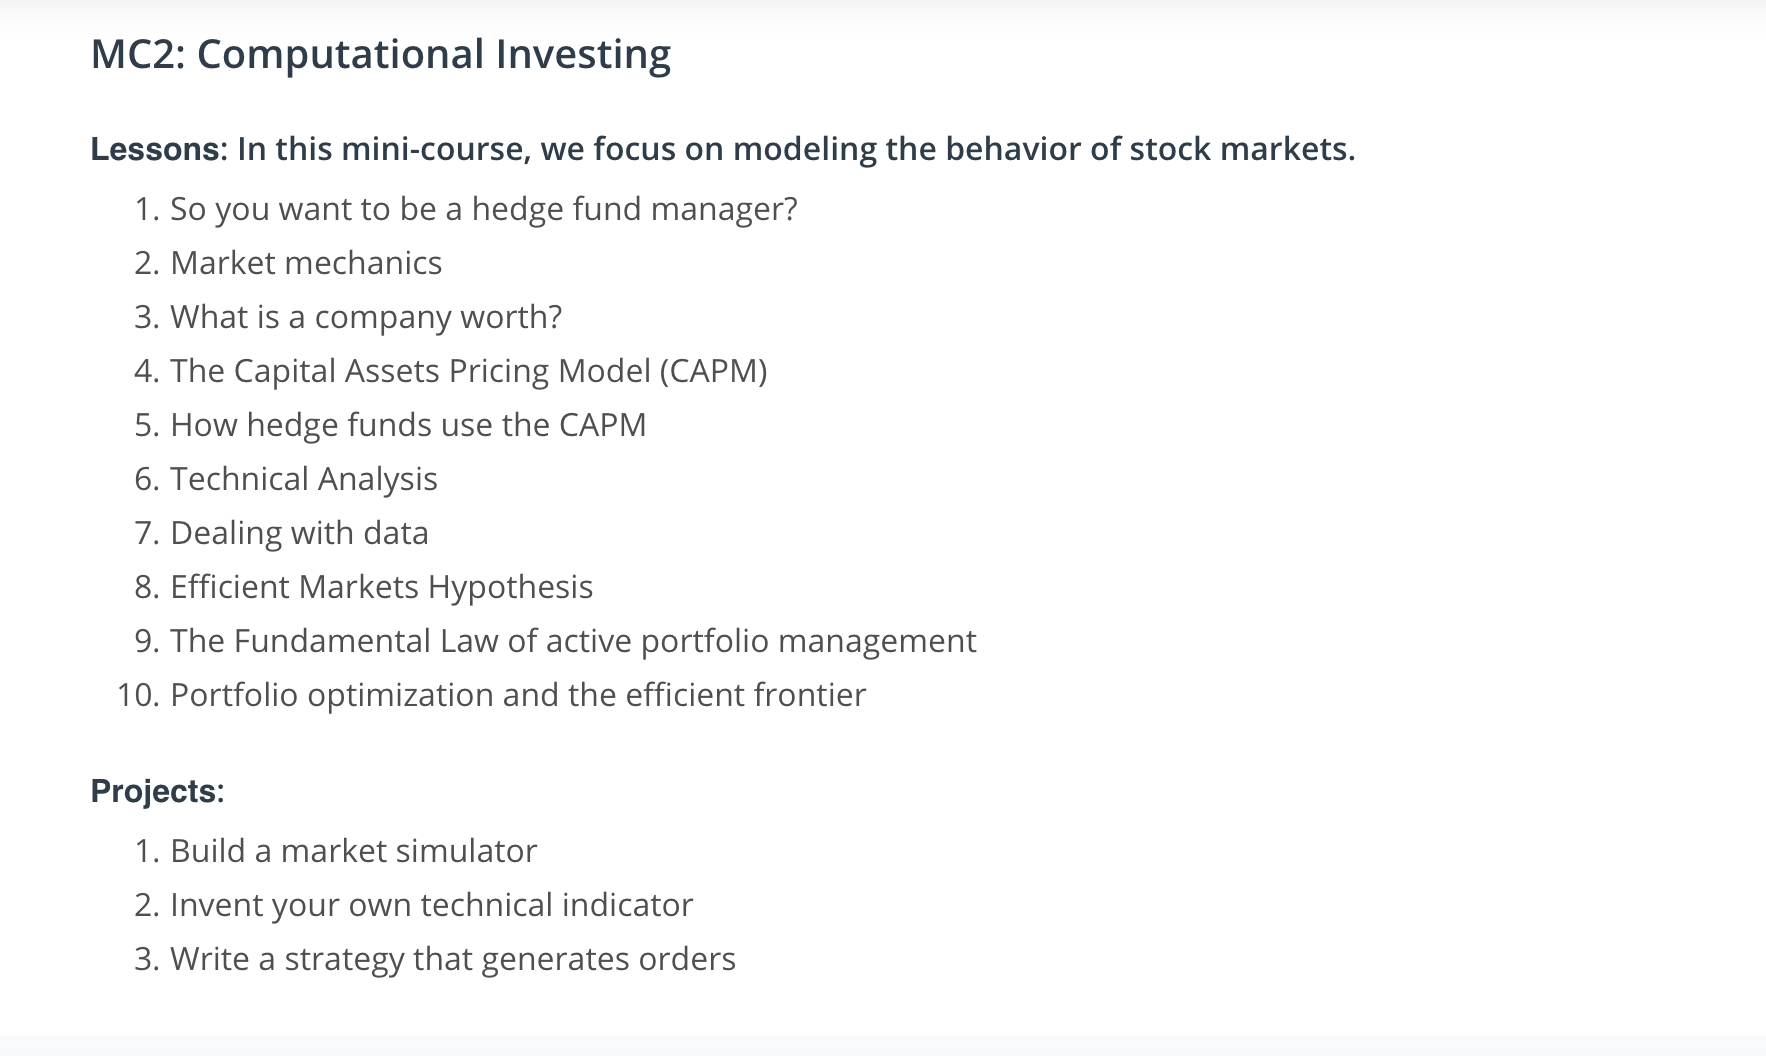 MC2: Computational Investing
Lessons: In this mini-course, we focus on modeling the behavior of stock markets.
1. So you want to be a hedge fund manager?
2. Market mechanics
3. What is a company worth?
4. The Capital Assets Pricing Model (CAPM)
5. How hedge funds use the CAPM
6. Technical Analysis
7. Dealing with data
8. Efficient Markets Hypothesis
9. The Fundamental Law of active portfolio management
10. Portfolio optimization and the efficient frontier
Projects:
1. Build a market simulator
2. Invent your own technical indicator
3. Write a strategy that generates orders